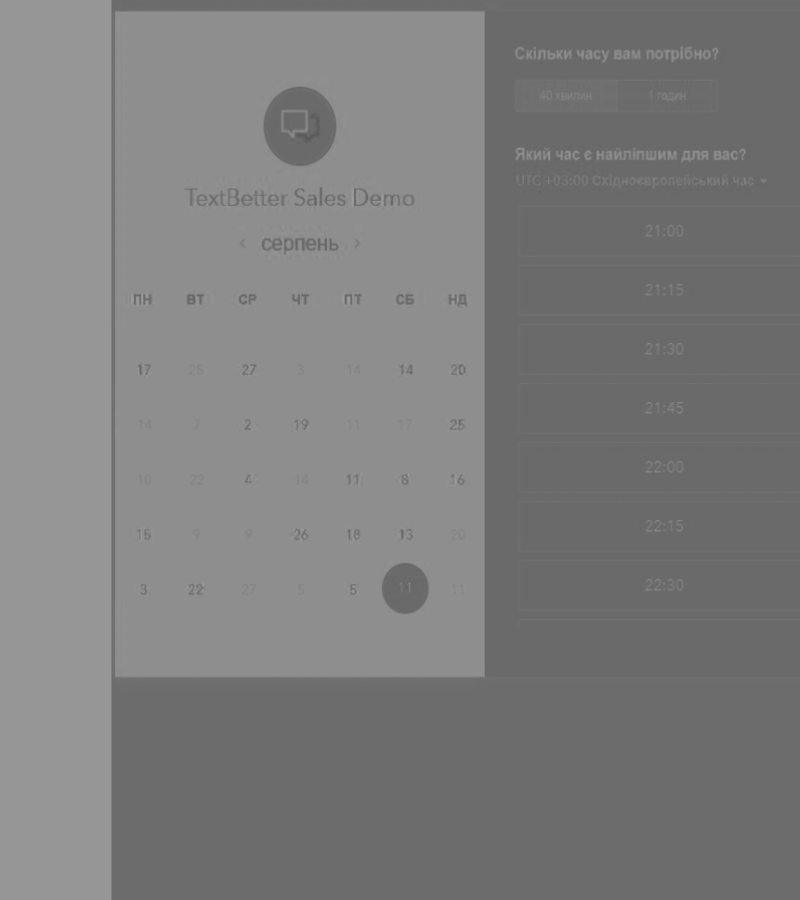 TextBetter Sales Demo
‹ серпень ›
ПН ВТ СР ЧТ ПТ СБ НД
17 25 27 3 14 14 20
14 7 2 19 11 17 25
10 22 4 14 11 8 16
15 9 9 26 18 13 20
3 22 27 5 5 11 11
Скільки часу вам потрібно?
40 хвилин 1 годин
Який час є найліпшим для вас?
UTC +03:00 Східноєвропейський час
21:00
21:15
21:30
21:45
22:00
22:15
22:30